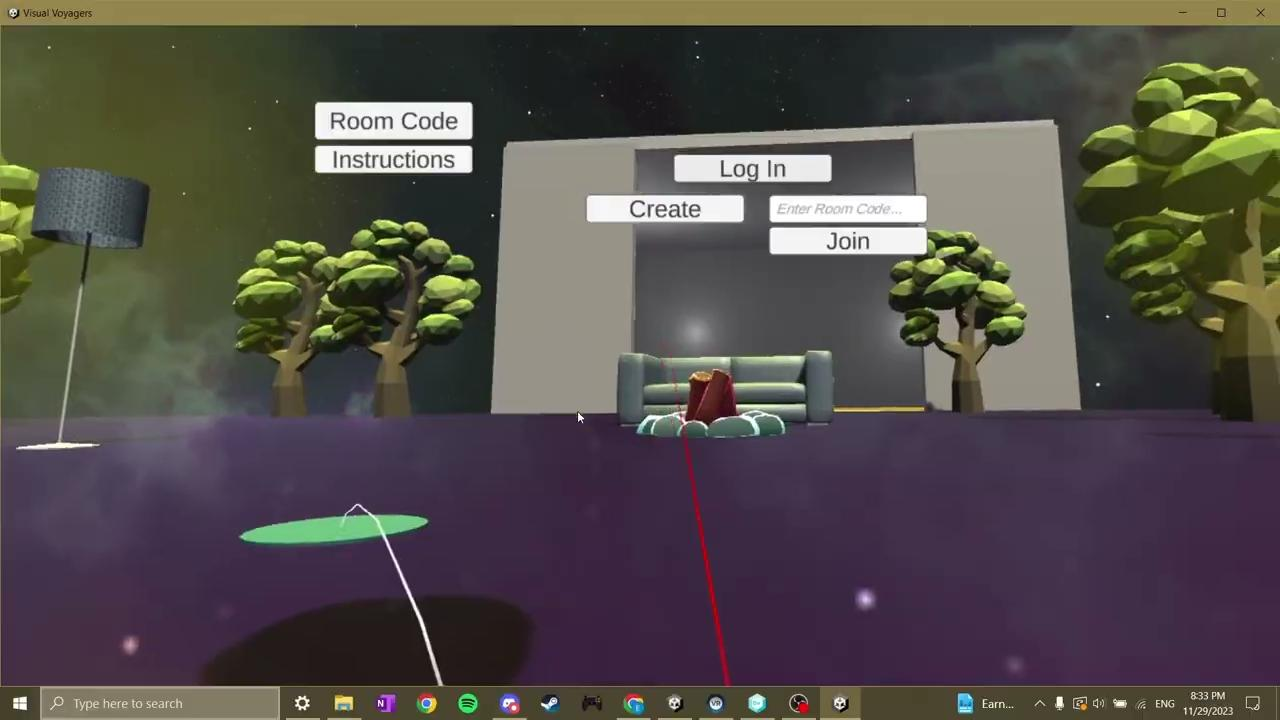 Visual Voyagers
Room Code
Instructions
Log In
Create
Enter Room Code...
Join
Type here to search
Earn...
ENG
8:33 PM
11/29/2023